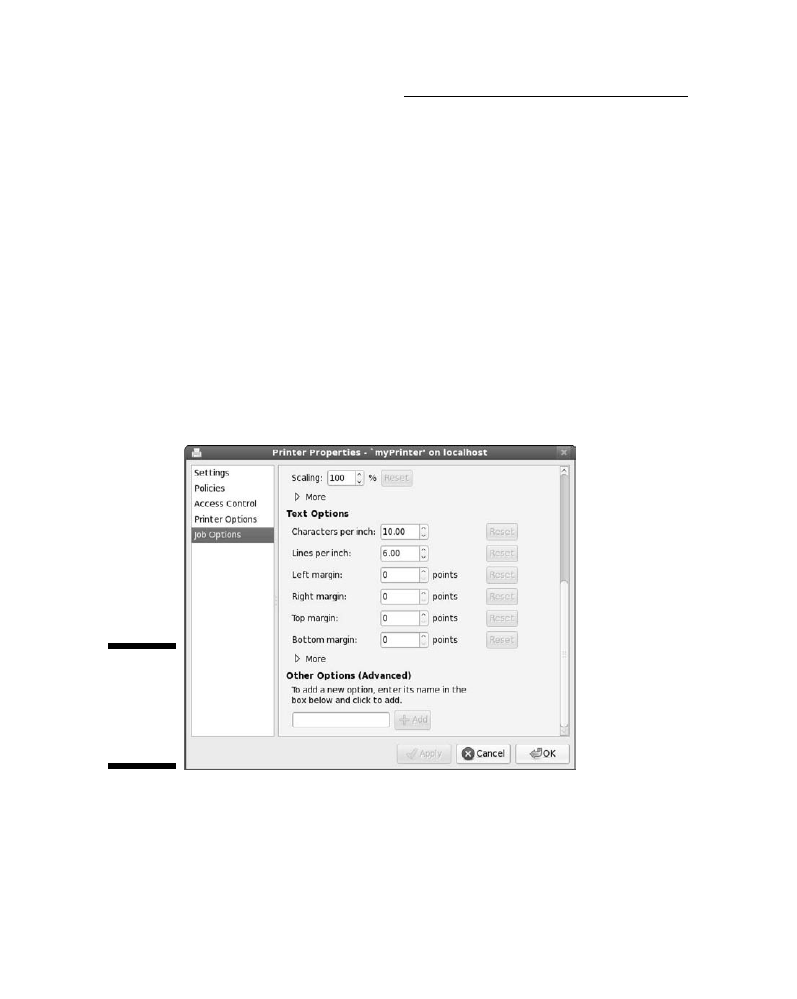 Printer Properties - `myPrinter' on localhost
Settings
Policies
Access Control
Printer Options
Job Options
Scaling: 100 % Reset
More
Text Options
Characters per inch: 10.00 Reset
Lines per inch: 6.00 Reset
Left margin: 0 points Reset
Right margin: 0 points Reset
Top margin: 0 points Reset
Bottom margin: 0 points Reset
More
Other Options (Advanced)
To add a new option, enter its name in the
box below and click to add.
Add
Apply Cancel OK